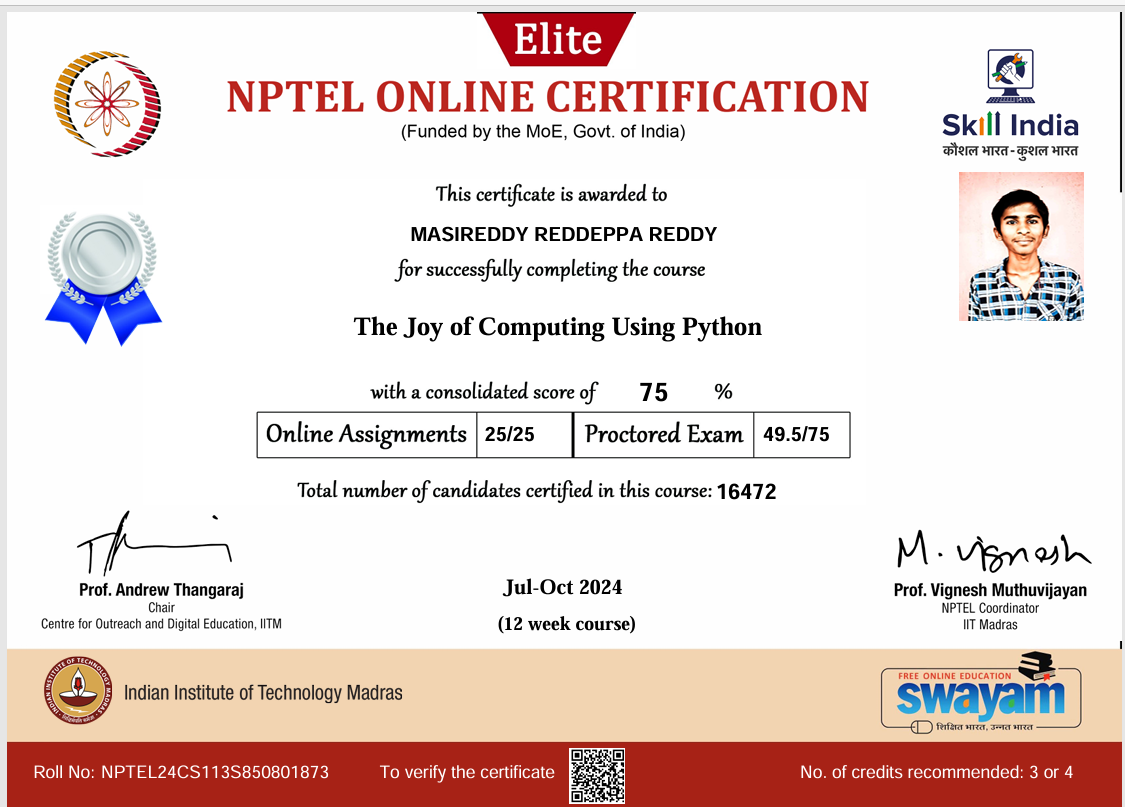 Elite
NPTEL ONLINE CERTIFICATION
(Funded by the MoE, Govt. of India)
Skill India
कौशल भारत - कुशल भारत
This certificate is awarded to
MASIREDDY REDDEPPA REDDY
for successfully completing the course
The Joy of Computing Using Python
with a consolidated score of 75 %
Online Assignments 25/25 Proctored Exam 49.5/75
Total number of candidates certified in this course: 16472
M. Vignesh
Prof. Andrew Thangaraj
Chair
Centre for Outreach and Digital Education, IITM
Jul-Oct 2024
(12 week course)
Prof. Vignesh Muthuvijayan
NPTEL Coordinator
IIT Madras
INDIAN INSTITUTE OF TECHNOLOGY MADRAS
Indian Institute of Technology Madras
FREE ONLINE EDUCATION
swayam
शिक्षित भारत, उन्नत भारत
Roll No: NPTEL24CS113S850801873
To verify the certificate
No. of credits recommended: 3 or 4